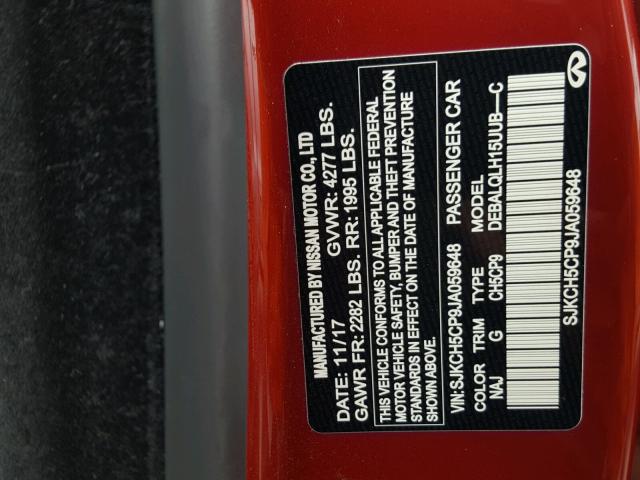 MANUFACTURED BY NISSAN MOTOR CO., LTD
DATE: 11/17 GVWR: 4277 LBS.
GAWR FR: 2282 LBS. RR: 1995 LBS.
THIS VEHICLE CONFORMS TO ALL APPLICABLE FEDERAL
MOTOR VEHICLE SAFETY, BUMPER AND THEFT PREVENTION
STANDARDS IN EFFECT ON THE DATE OF MANUFACTURE
SHOWN ABOVE.
VIN:SJKCH5CP9JA059648 PASSENGER CAR
COLOR TRIM TYPE MODEL
NAJ G CH5CP9 DEBALQLH15UUB—C
SJKCH5CP9JA059648